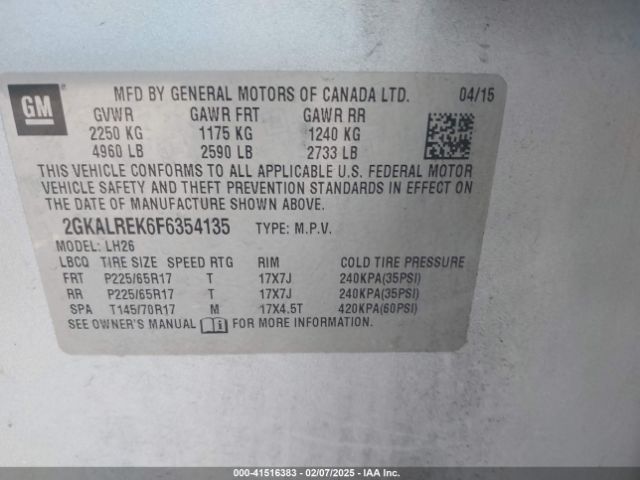 GM
MFD BY GENERAL MOTORS OF CANADA LTD. 04/15
GVWR GAWR FRT GAWR RR
2250 KG 1175 KG 1240 KG
4960 LB 2590 LB 2733 LB
THIS VEHICLE CONFORMS TO ALL APPLICABLE U.S. FEDERAL MOTOR
VEHICLE SAFETY AND THEFT PREVENTION STANDARDS IN EFFECT ON
THE DATE OF MANUFACTURE SHOWN ABOVE.
2GKALREK6F6354135 TYPE: M.P.V.
MODEL: LH26
LBCQ TIRE SIZE SPEED RTG RIM COLD TIRE PRESSURE
FRT P225/65R17 T 17X7J 240KPA(35PSI)
RR P225/65R17 T 17X7J 240KPA(35PSI)
SPA T145/70R17 M 17X4.5T 420KPA(60PSI)
SEE OWNER'S MANUAL FOR MORE INFORMATION.
000-41516383 - 02/07/2025 - IAA Inc.